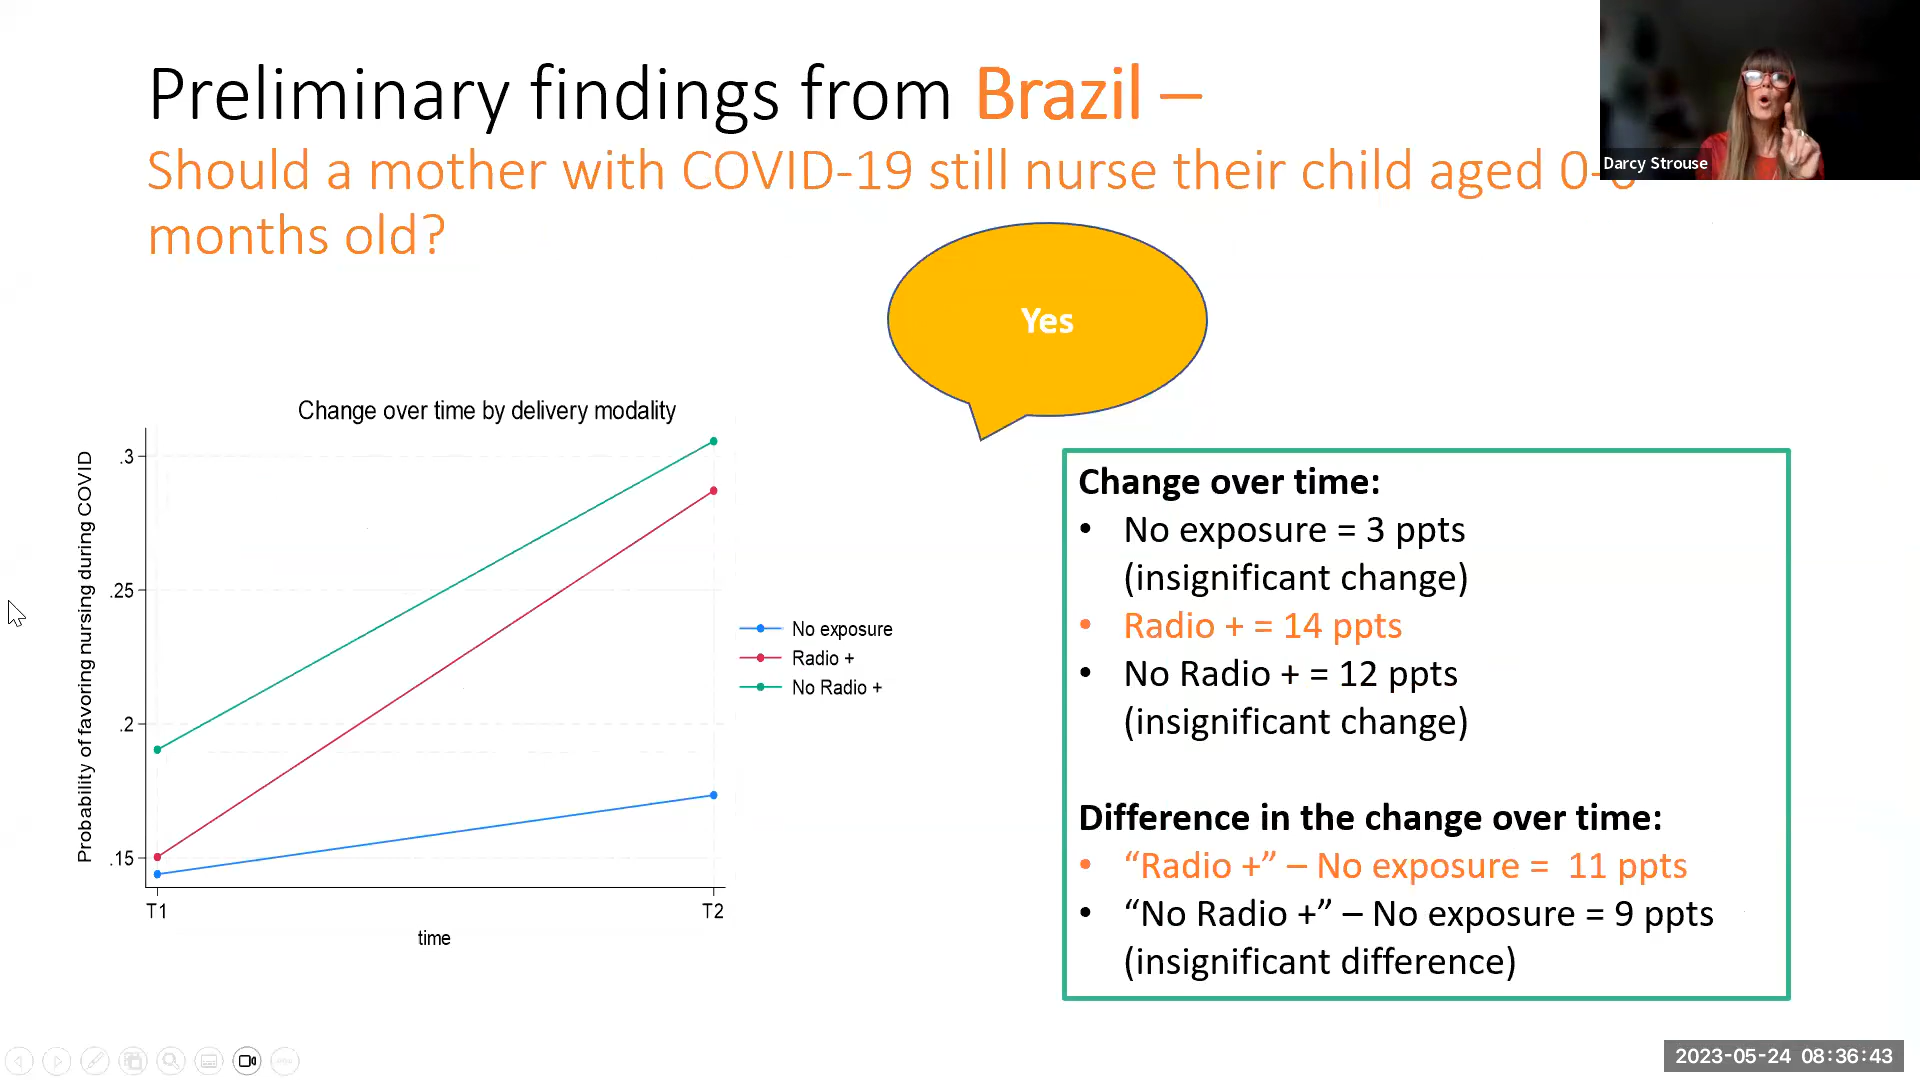 Preliminary findings from Brazil –
Should a mother with COVID-19 still nurse their child aged 0-
months old?
Darcy Strouse
Yes
Change over time by delivery modality
Probability of favoring nursing during COVID
.3
.25
.2
.15
T1
T2
time
No exposure
Radio +
No Radio +
Change over time:
• No exposure = 3 ppts
(insignificant change)
• Radio + = 14 ppts
• No Radio + = 12 ppts
(insignificant change)
Difference in the change over time:
• “Radio +” – No exposure = 11 ppts
• “No Radio +” – No exposure = 9 ppts
(insignificant difference)
2023-05-24 08:36:43